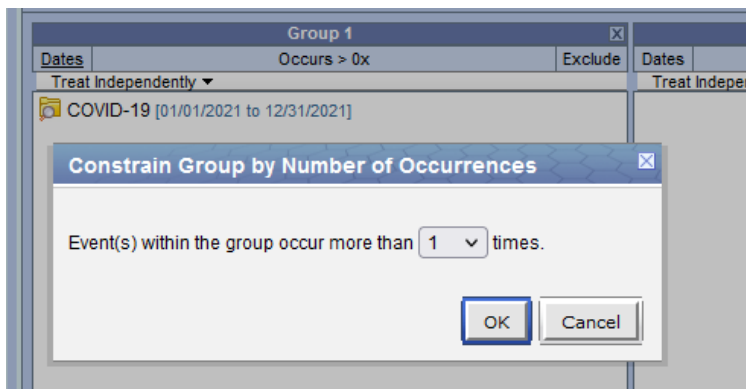 Group 1
Dates Occurs > 0x Exclude Dates
Treat Independently Treat Indepe
COVID-19 [01/01/2021 to 12/31/2021]
Constrain Group by Number of Occurrences
Event(s) within the group occur more than 1 times.
OK Cancel